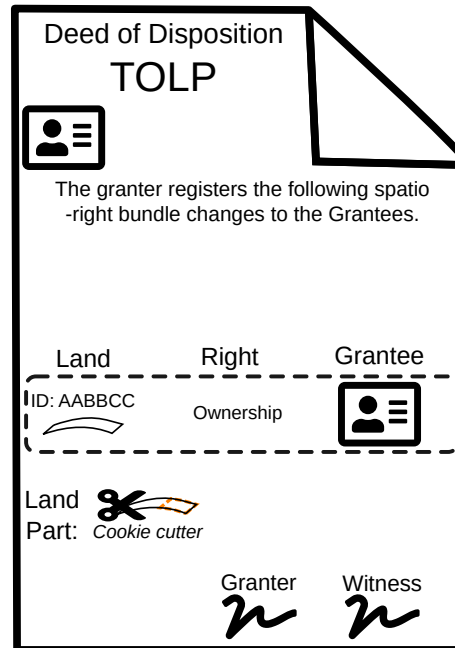 Deed of Disposition
TOLP
The granter registers the following spatio
-right bundle changes to the Grantees.
Land Right Grantee
ID: AABBCC
Ownership
Land
Part: Cookie cutter
Granter Witness